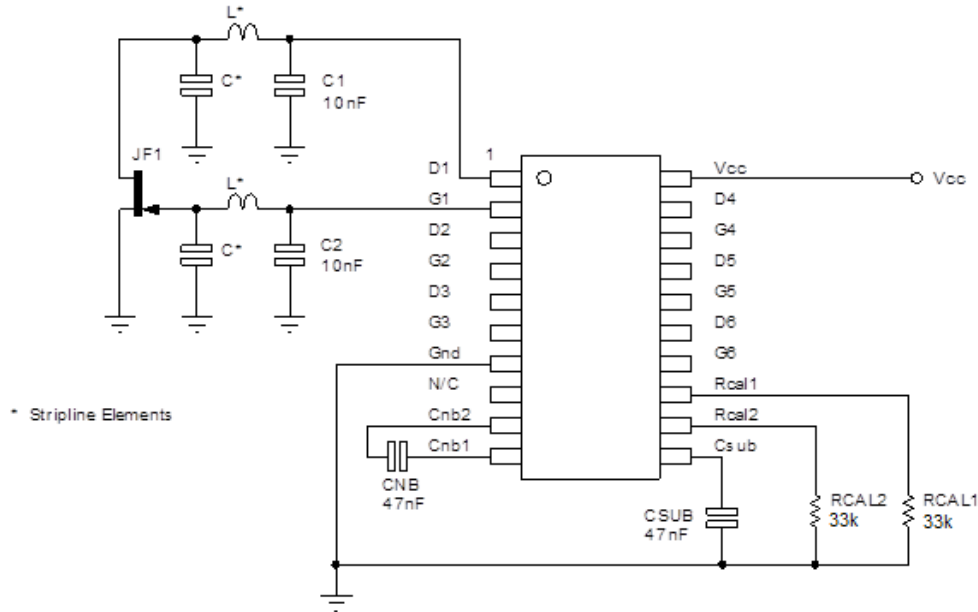 L*
C*
C1
10nF
JF1
L*
C*
C2
10nF
1
D1
G1
D2
G2
D3
G3
Gnd
N/C
Cnb2
Cnb1
Vcc
D4
G4
D5
G5
D6
G6
Rcal1
Rcal2
Csub
Vcc
* Stripline Elements
CNB
47nF
CSUB
47nF
RCAL2
33k
RCAL1
33k